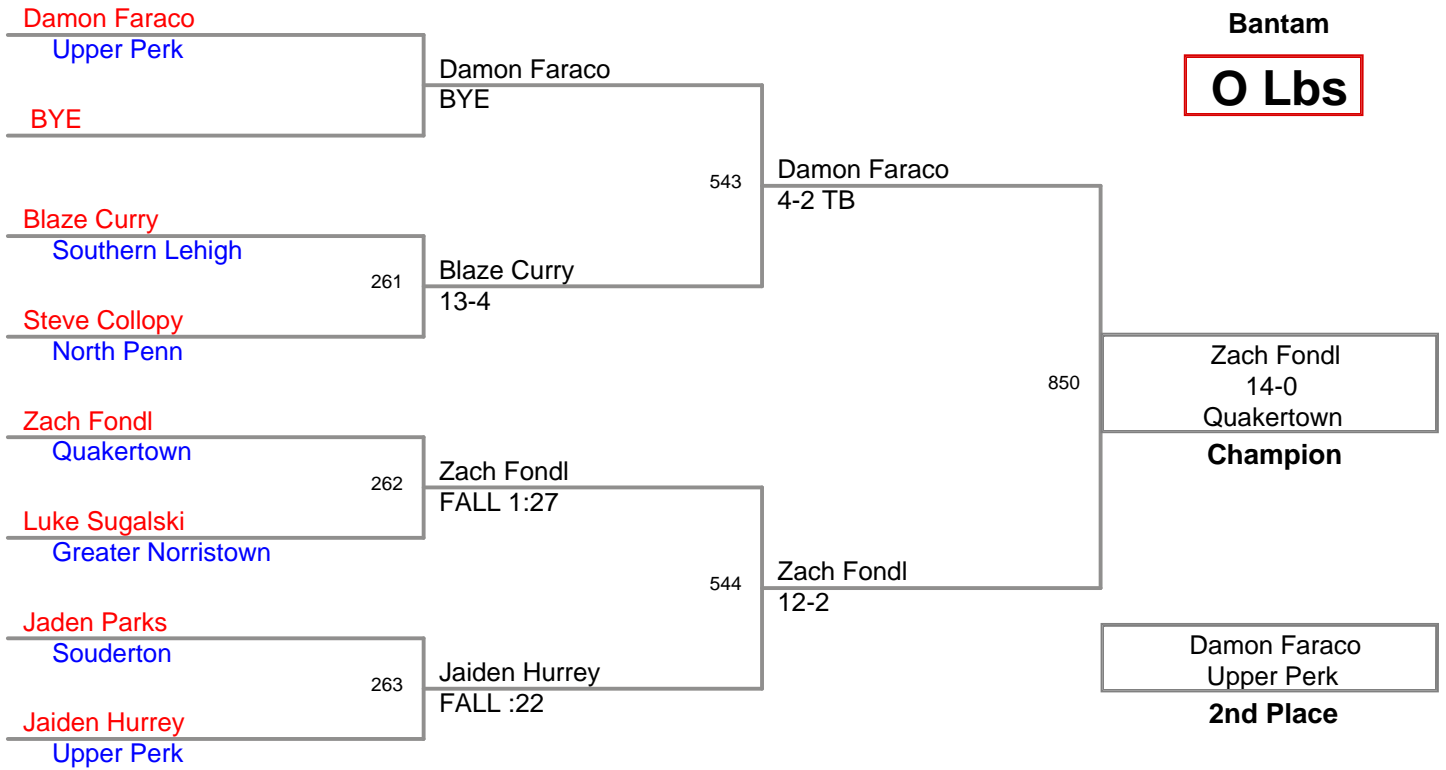 Damon Faraco
Upper Perk
BYE
Blaze Curry
Southern Lehigh
261
Steve Collopy
North Penn
Zach Fondl
Quakertown
262
Luke Sugalski
Greater Norristown
Jaden Parks
Souderton
263
Jaiden Hurrey
Upper Perk
Damon Faraco
BYE
543
Blaze Curry
13-4
Zach Fondl
FALL 1:27
544
Jaiden Hurrey
FALL :22
Damon Faraco
4-2 TB
850
Zach Fondl
12-2
Bantam
O Lbs
Zach Fondl
14-0
Quakertown
Champion
Damon Faraco
Upper Perk
2nd Place